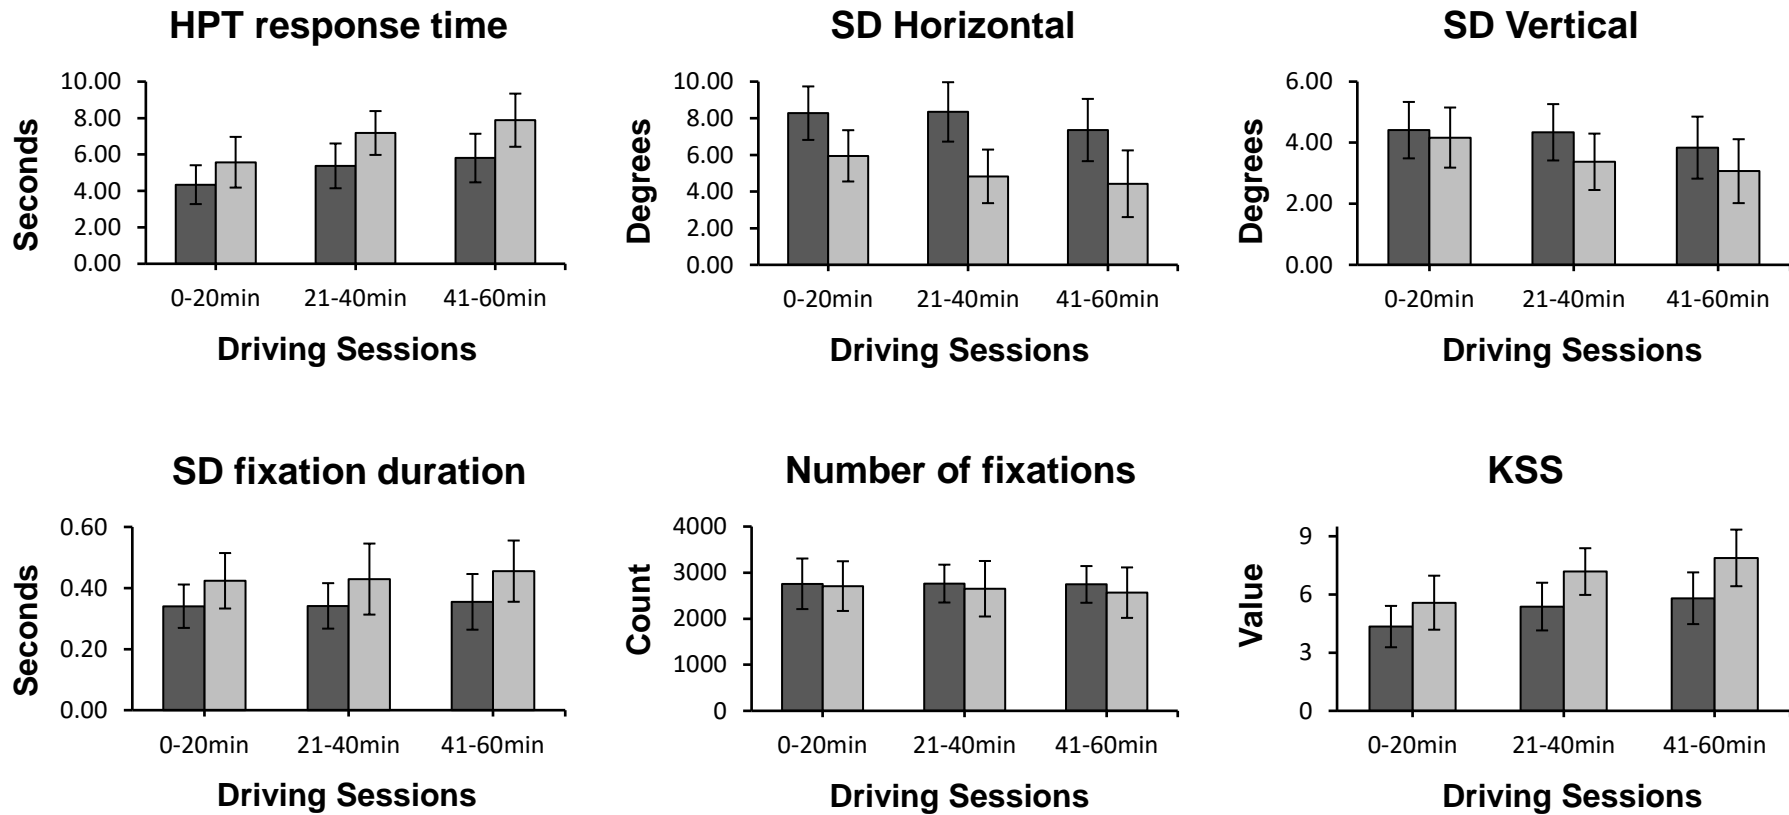 HPT response time
10.00
8.00
6.00
4.00
2.00
0.00
Seconds
0-20min 21-40min 41-60min
Driving Sessions
SD Horizontal
10.00
8.00
6.00
4.00
2.00
0.00
Degrees
0-20min 21-40min 41-60min
Driving Sessions
SD Vertical
6.00
4.00
2.00
0.00
Degrees
0-20min 21-40min 41-60min
Driving Sessions
SD fixation duration
0.60
0.40
0.20
0.00
Seconds
0-20min 21-40min 41-60min
Driving Sessions
Number of fixations
4000
3000
2000
1000
0
Count
0-20min 21-40min 41-60min
Driving Sessions
KSS
9
6
3
0
Value
0-20min 21-40min 41-60min
Driving Sessions